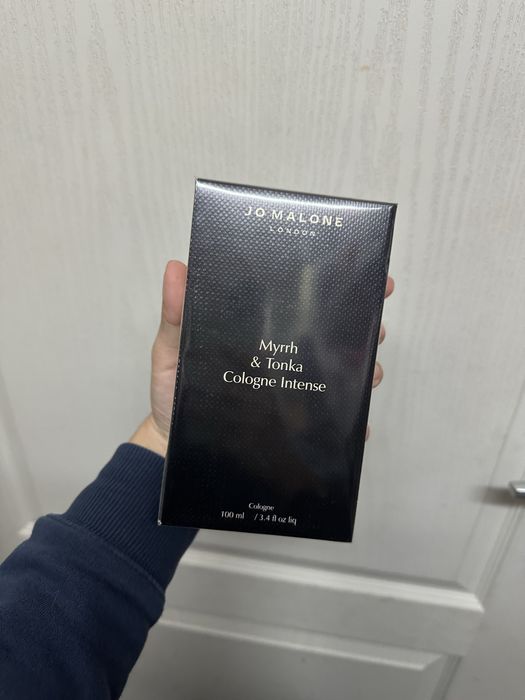 JO MALONE
LONDON
Myrrh
& Tonka
Cologne Intense
Cologne
100 ml / 3.4 fl oz liq